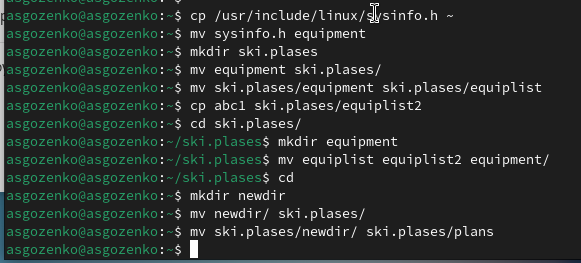 asgozenko@asgozenko:~$ cp /usr/include/linux/sysinfo.h ~
asgozenko@asgozenko:~$ mv sysinfo.h equipment
asgozenko@asgozenko:~$ mkdir ski.plases
asgozenko@asgozenko:~$ mv equipment ski.plases/
asgozenko@asgozenko:~$ mv ski.plases/equipment ski.plases/equiplist
asgozenko@asgozenko:~$ cp abc1 ski.plases/equiplist2
asgozenko@asgozenko:~$ cd ski.plases/
asgozenko@asgozenko:~/ski.plases$ mkdir equipment
asgozenko@asgozenko:~/ski.plases$ mv equiplist equiplist2 equipment/
asgozenko@asgozenko:~/ski.plases$ cd
asgozenko@asgozenko:~$ mkdir newdir
asgozenko@asgozenko:~$ mv newdir/ ski.plases/
asgozenko@asgozenko:~$ mv ski.plases/newdir/ ski.plases/plans
asgozenko@asgozenko:~$